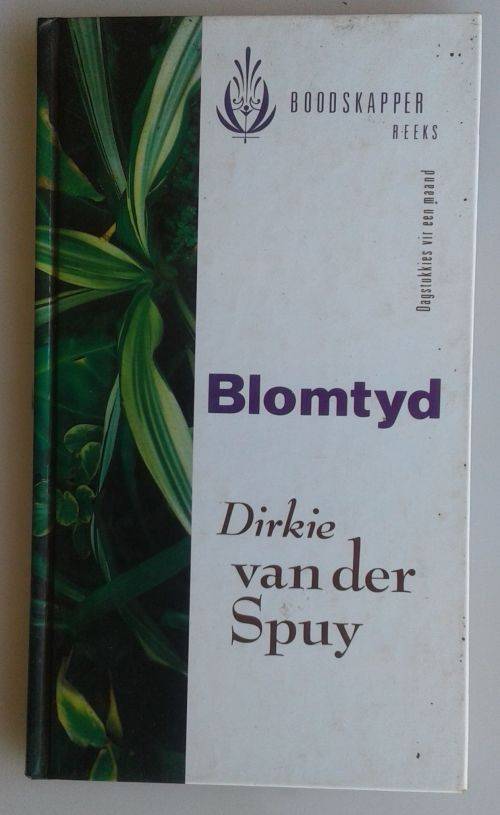 BOODSKAPPER
REEKS
Dagstukkies vir een maand
Blomtyd
Dirkie
van der
Spuy